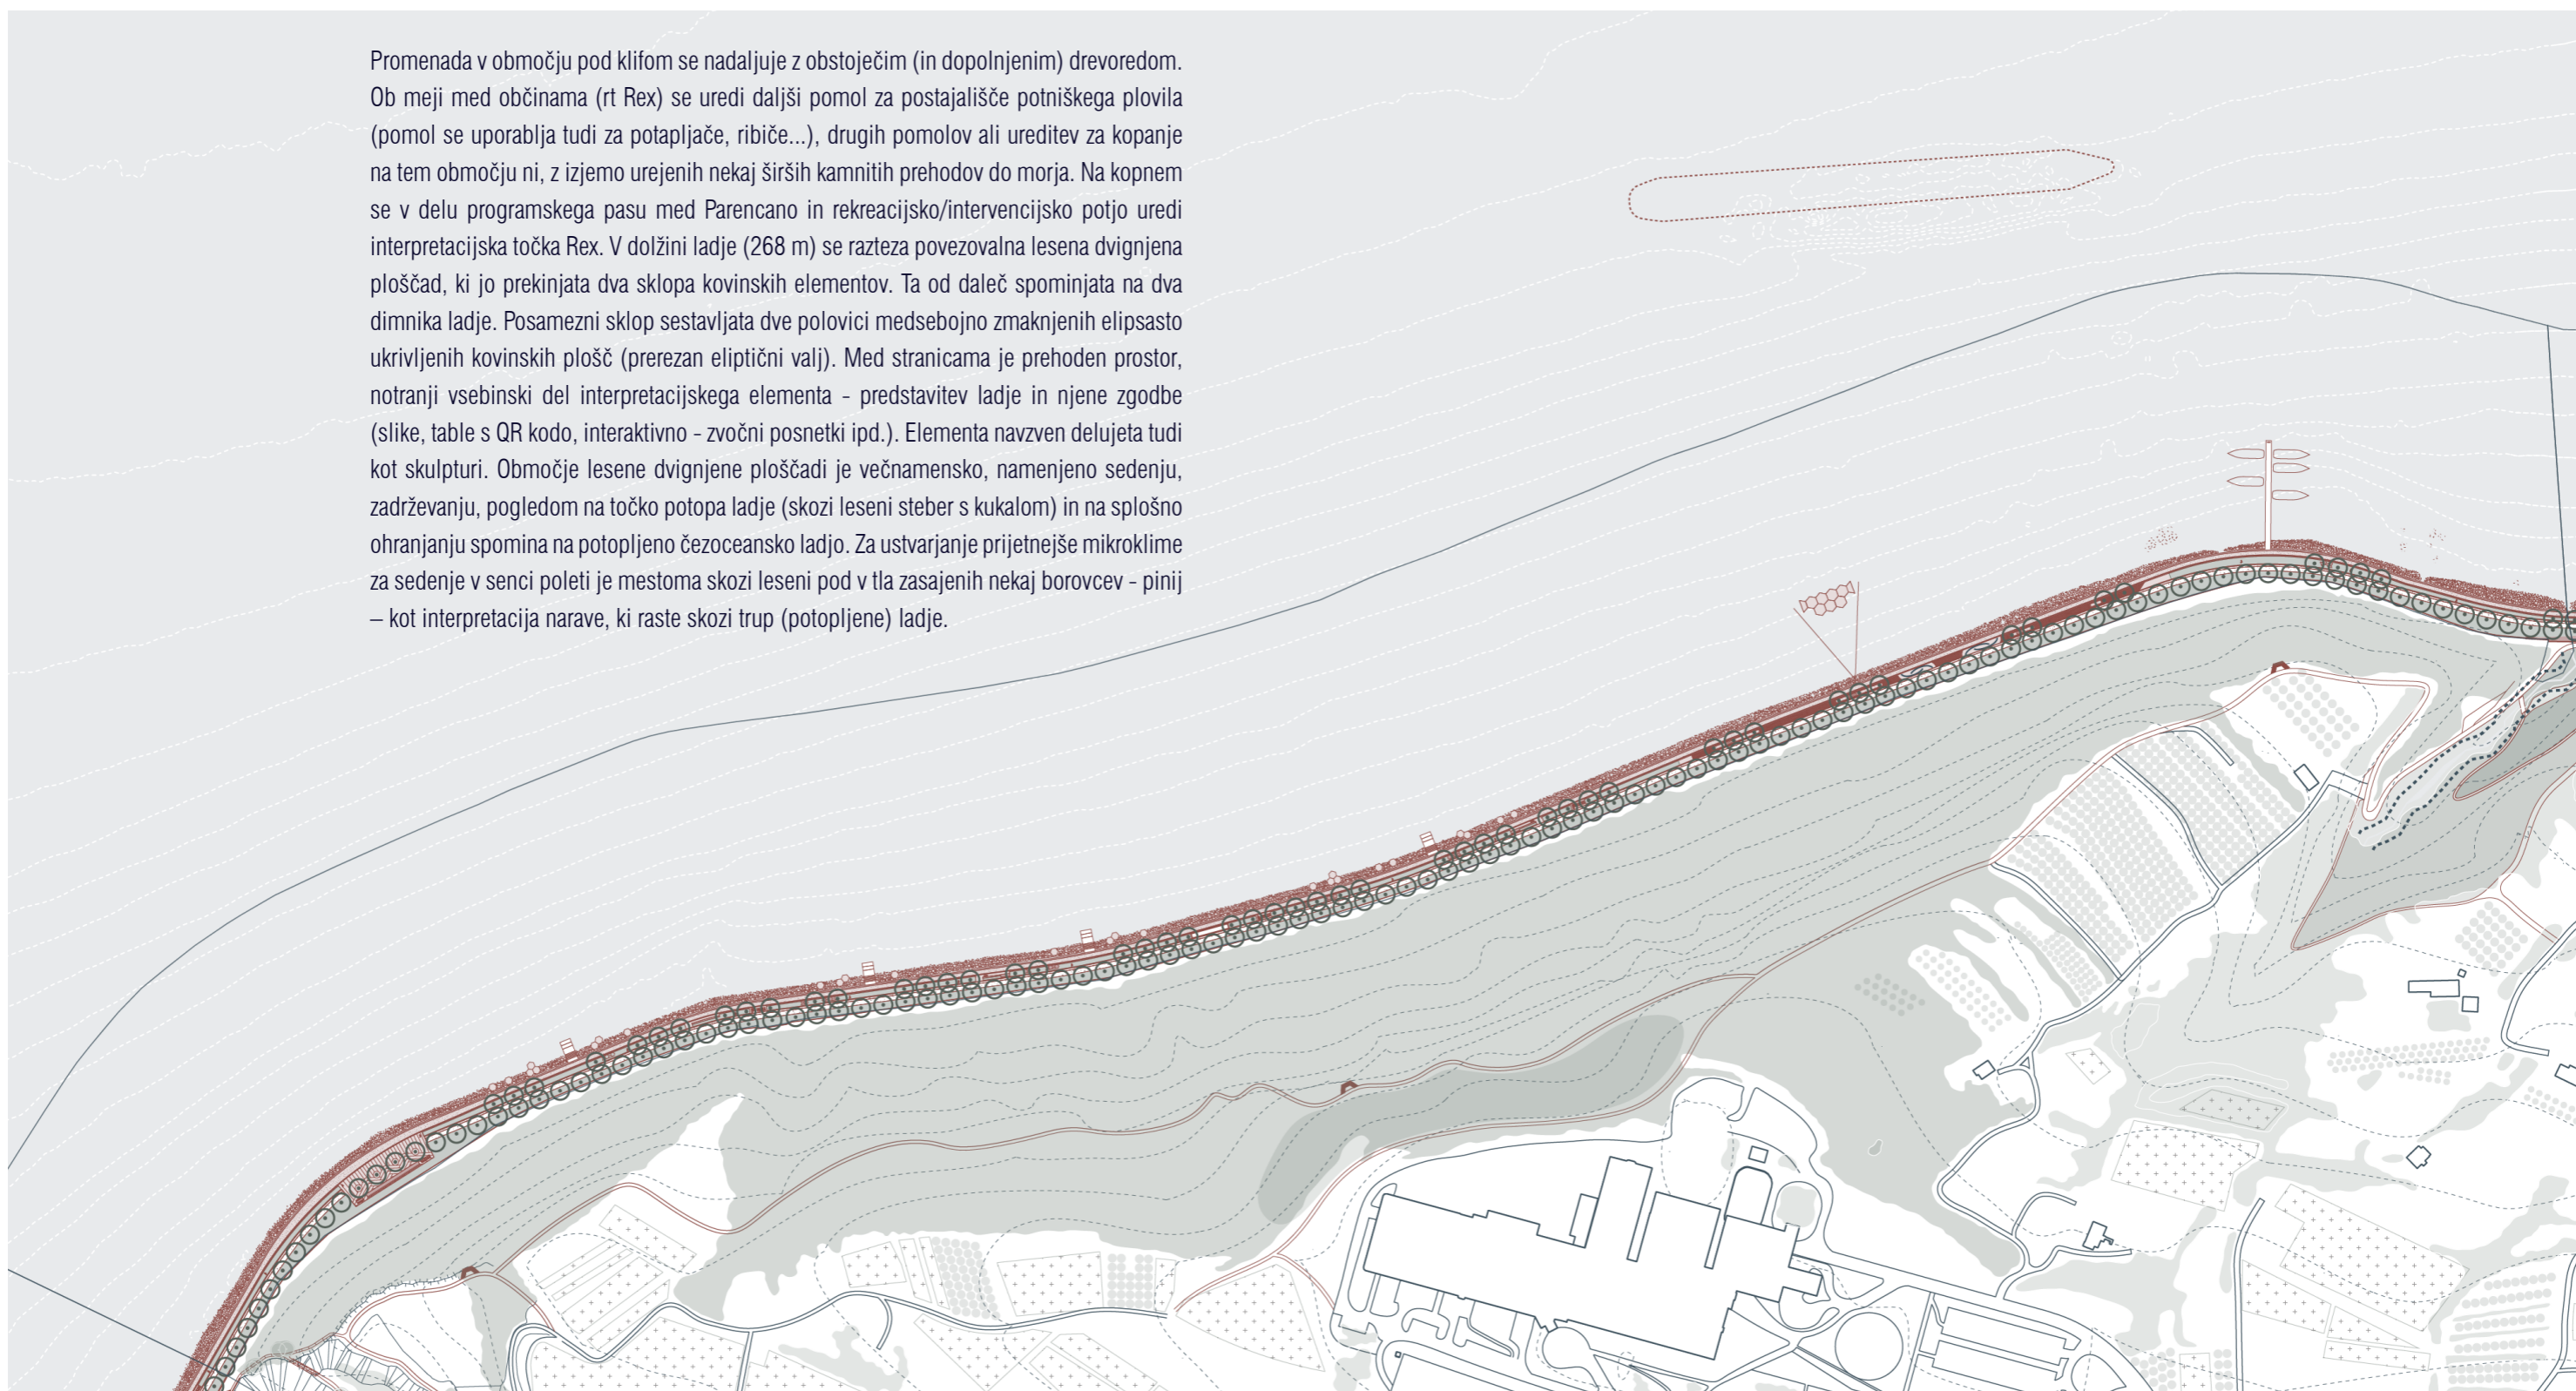 Promenada v območju pod klifom se nadaljuje z obstoječim (in dopolnjenim) drevoredom.
Ob meji med občinama (rt Rex) se uredi daljši pomol za postajališče potniškega plovila
(pomol se uporablja tudi za potapljače, ribiče...), drugih pomolov ali ureditev za kopanje
na tem območju ni, z izjemo urejenih nekaj širših kamnitih prehodov do morja. Na kopnem
se v delu programskega pasu med Parencano in rekreacijsko/intervencijsko potjo uredi
interpretacijska točka Rex. V dolžini ladje (268 m) se razteza povezovalna lesena dvignjena
ploščad, ki jo prekinjata dva sklopa kovinskih elementov. Ta od daleč spominjata na dva
dimnika ladje. Posamezni sklop sestavljata dve polovici medsebojno zmaknjenih elipsasto
ukrivljenih kovinskih plošč (prerezan eliptični valj). Med stranicama je prehoden prostor,
notranji vsebinski del interpretacijskega elementa - predstavitev ladje in njene zgodbe
(slike, table s QR kodo, interaktivno - zvočni posnetki ipd.). Elementa navzven delujeta tudi
kot skulpturi. Območje lesene dvignjene ploščadi je večnamensko, namenjeno sedenju,
zadrževanju, pogledom na točko potopa ladje (skozi leseni steber s kukalom) in na splošno
ohranjanju spomina na potopljeno čezoceansko ladjo. Za ustvarjanje prijetnejše mikroklime
za sedenje v senci poleti je mestoma skozi leseni pod v tla zasajenih nekaj borovcev - pinij
– kot interpretacija narave, ki raste skozi trup (potopljene) ladje.